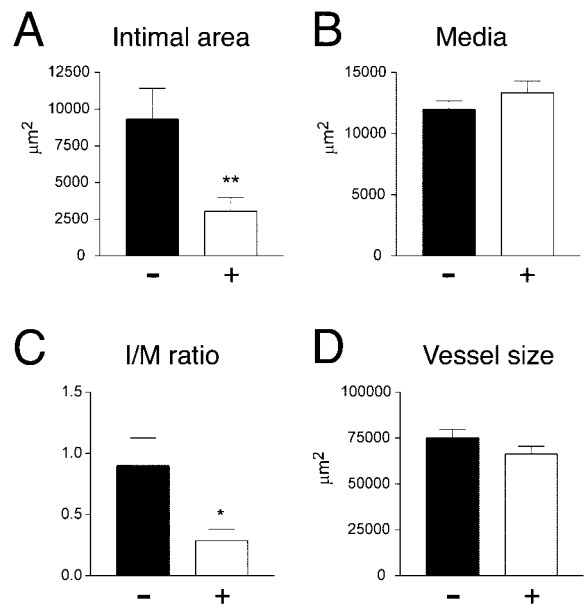 A
Intimal area
μm²
12500
10000
7500
5000
2500
0
**
- +
B
Media
μm²
15000
10000
5000
0
- +
C
I/M ratio
1.5
1.0
0.5
0.0
*
- +
D
Vessel size
μm²
100000
75000
50000
25000
0
- +